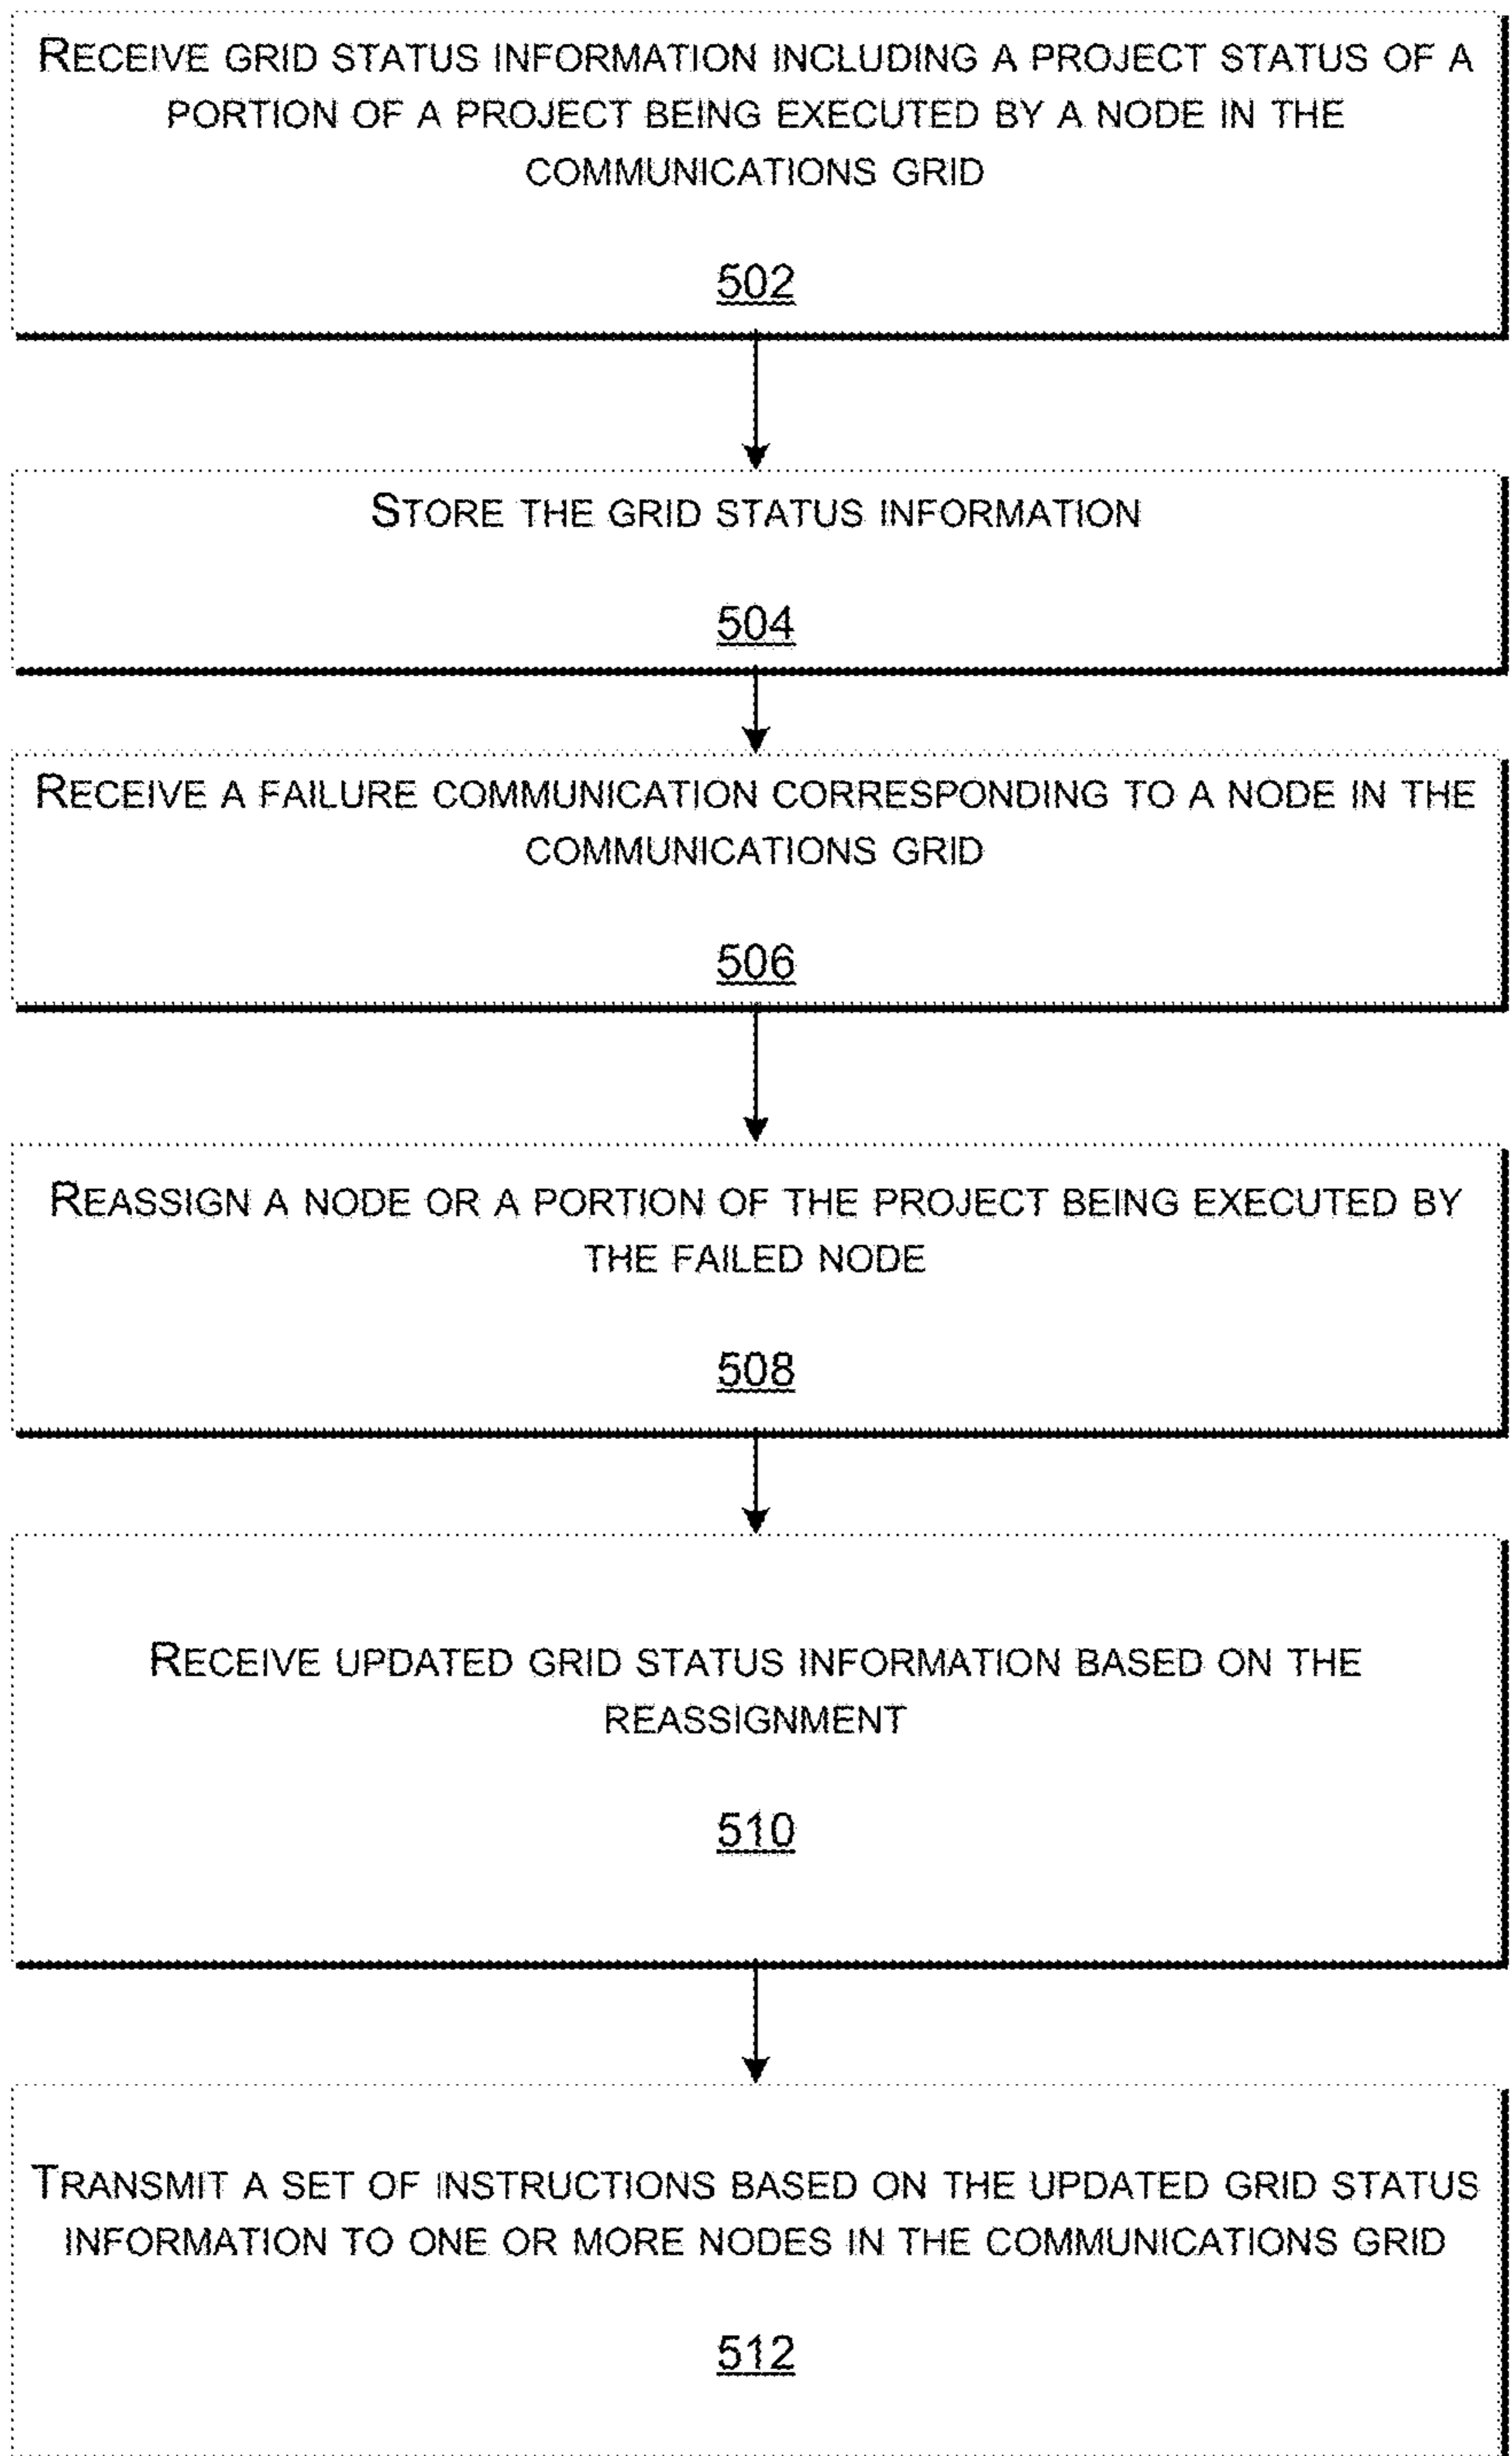 RECEIVE GRID STATUS INFORMATION INCLUDING A PROJECT STATUS OF A
PORTION OF A PROJECT BEING EXECUTED BY A NODE IN THE
COMMUNICATIONS GRID
502
STORE THE GRID STATUS INFORMATION
504
RECEIVE A FAILURE COMMUNICATION CORRESPONDING TO A NODE IN THE
COMMUNICATIONS GRID
506
REASSIGN A NODE OR A PORTION OF THE PROJECT BEING EXECUTED BY
THE FAILED NODE
508
RECEIVE UPDATED GRID STATUS INFORMATION BASED ON THE
REASSIGNMENT
510
TRANSMIT A SET OF INSTRUCTIONS BASED ON THE UPDATED GRID STATUS
INFORMATION TO ONE OR MORE NODES IN THE COMMUNICATIONS GRID
512